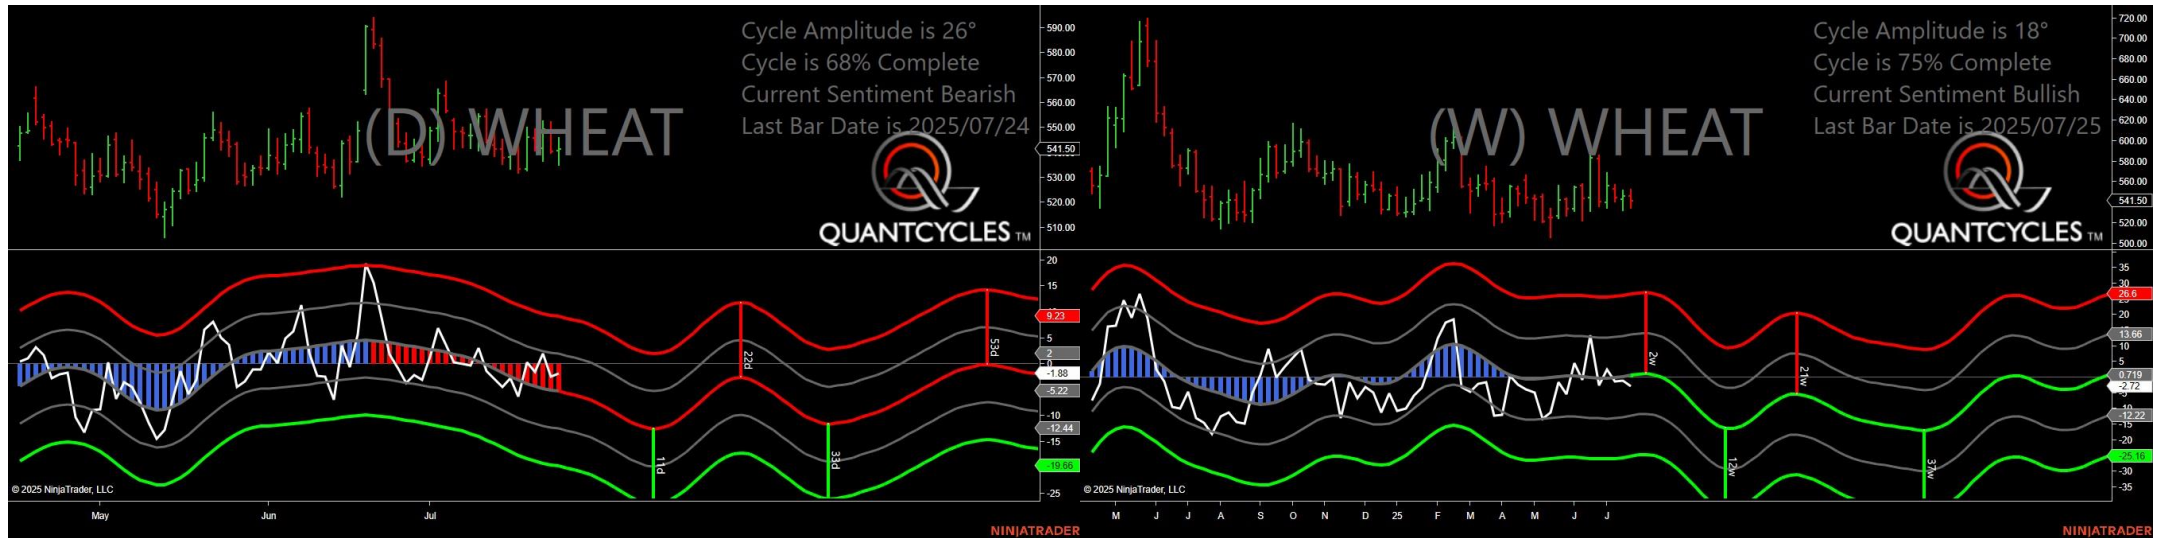 Cycle Amplitude is 26°
Cycle is 68% Complete
Current Sentiment Bearish
Last Bar Date is 2025/07/24
(D) WHEAT
QUANTCYCLES TM
590.00
580.00
570.00
560.00
550.00
541.50
530.00
520.00
510.00
20
15
9.23
5
2
0
-1.88
-5.22
-10
-12.44
-15
-19.66
-25
11d
22d
33d
53d
© 2025 NinjaTrader, LLC
May Jun Jul
NINJATRADER
Cycle Amplitude is 18°
Cycle is 75% Complete
Current Sentiment Bullish
Last Bar Date is 2025/07/25
(W) WHEAT
QUANTCYCLES TM
720.00
700.00
680.00
660.00
640.00
620.00
600.00
580.00
560.00
541.50
520.00
500.00
35
30
26.6
20
13.66
10
5
0.719
-2.72
-12.22
-15
-20
-25.16
-30
-35
2w
12w
21w
37w
© 2025 NinjaTrader, LLC
M J J A S O N D 25 F M A M J J
NINJATRADER